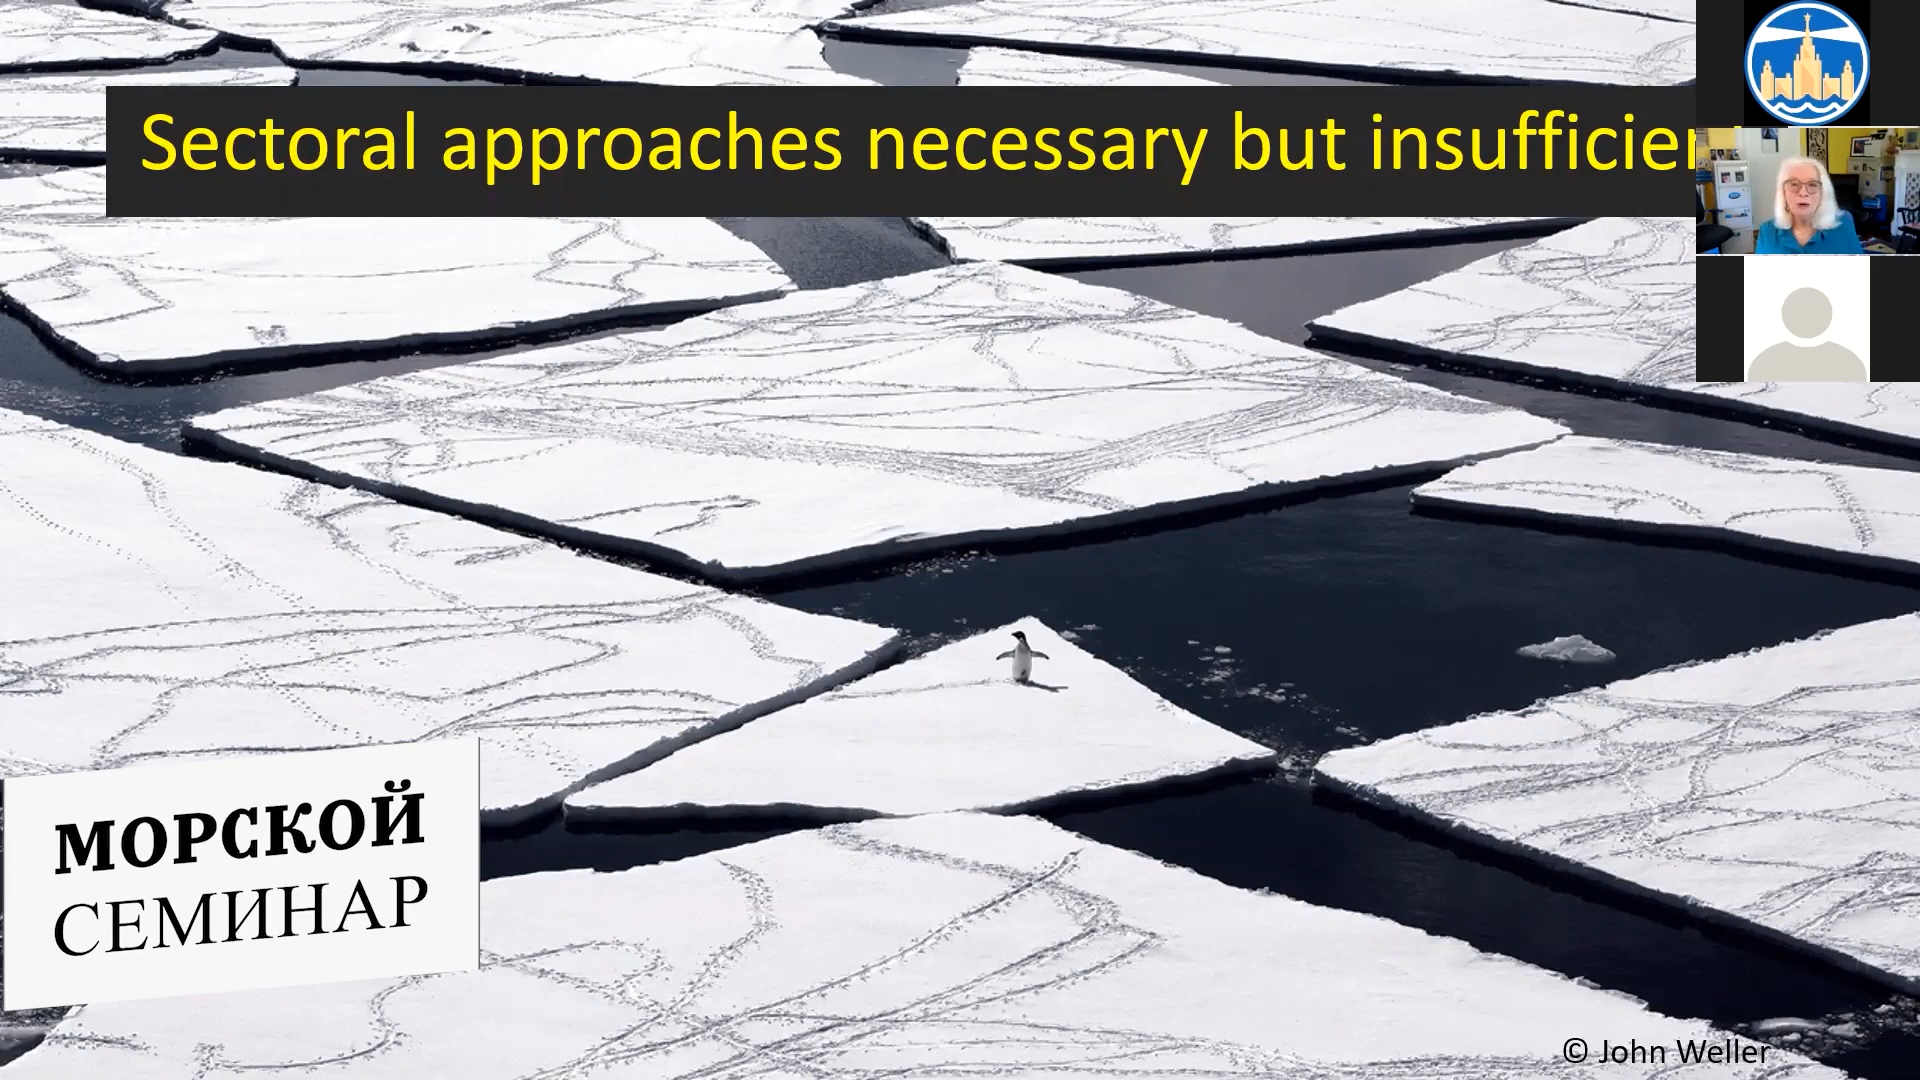 Sectoral approaches necessary but insufficien
МОРСКОЙ
СЕМИНАР
© John Weller